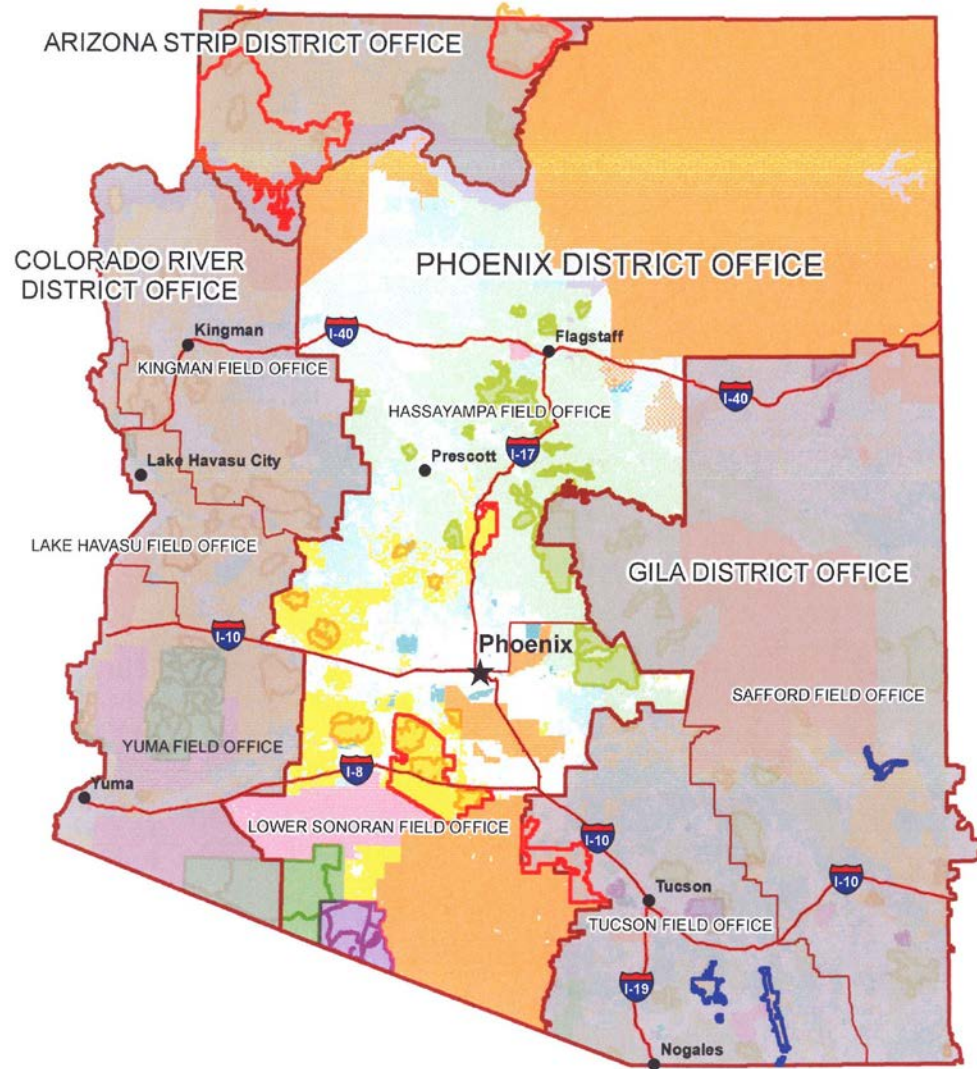 ARIZONA STRIP DISTRICT OFFICE
COLORADO RIVER
DISTRICT OFFICE
PHOENIX DISTRICT OFFICE
Kingman
I-40
Flagstaff
KINGMAN FIELD OFFICE
I-40
HASSAYAMPA FIELD OFFICE
Lake Havasu City
Prescott
I-17
LAKE HAVASU FIELD OFFICE
GILA DISTRICT OFFICE
I-10
Phoenix
SAFFORD FIELD OFFICE
YUMA FIELD OFFICE
I-8
Yuma
LOWER SONORAN FIELD OFFICE
I-10
I-10
Tucson
TUCSON FIELD OFFICE
I-19
Nogales